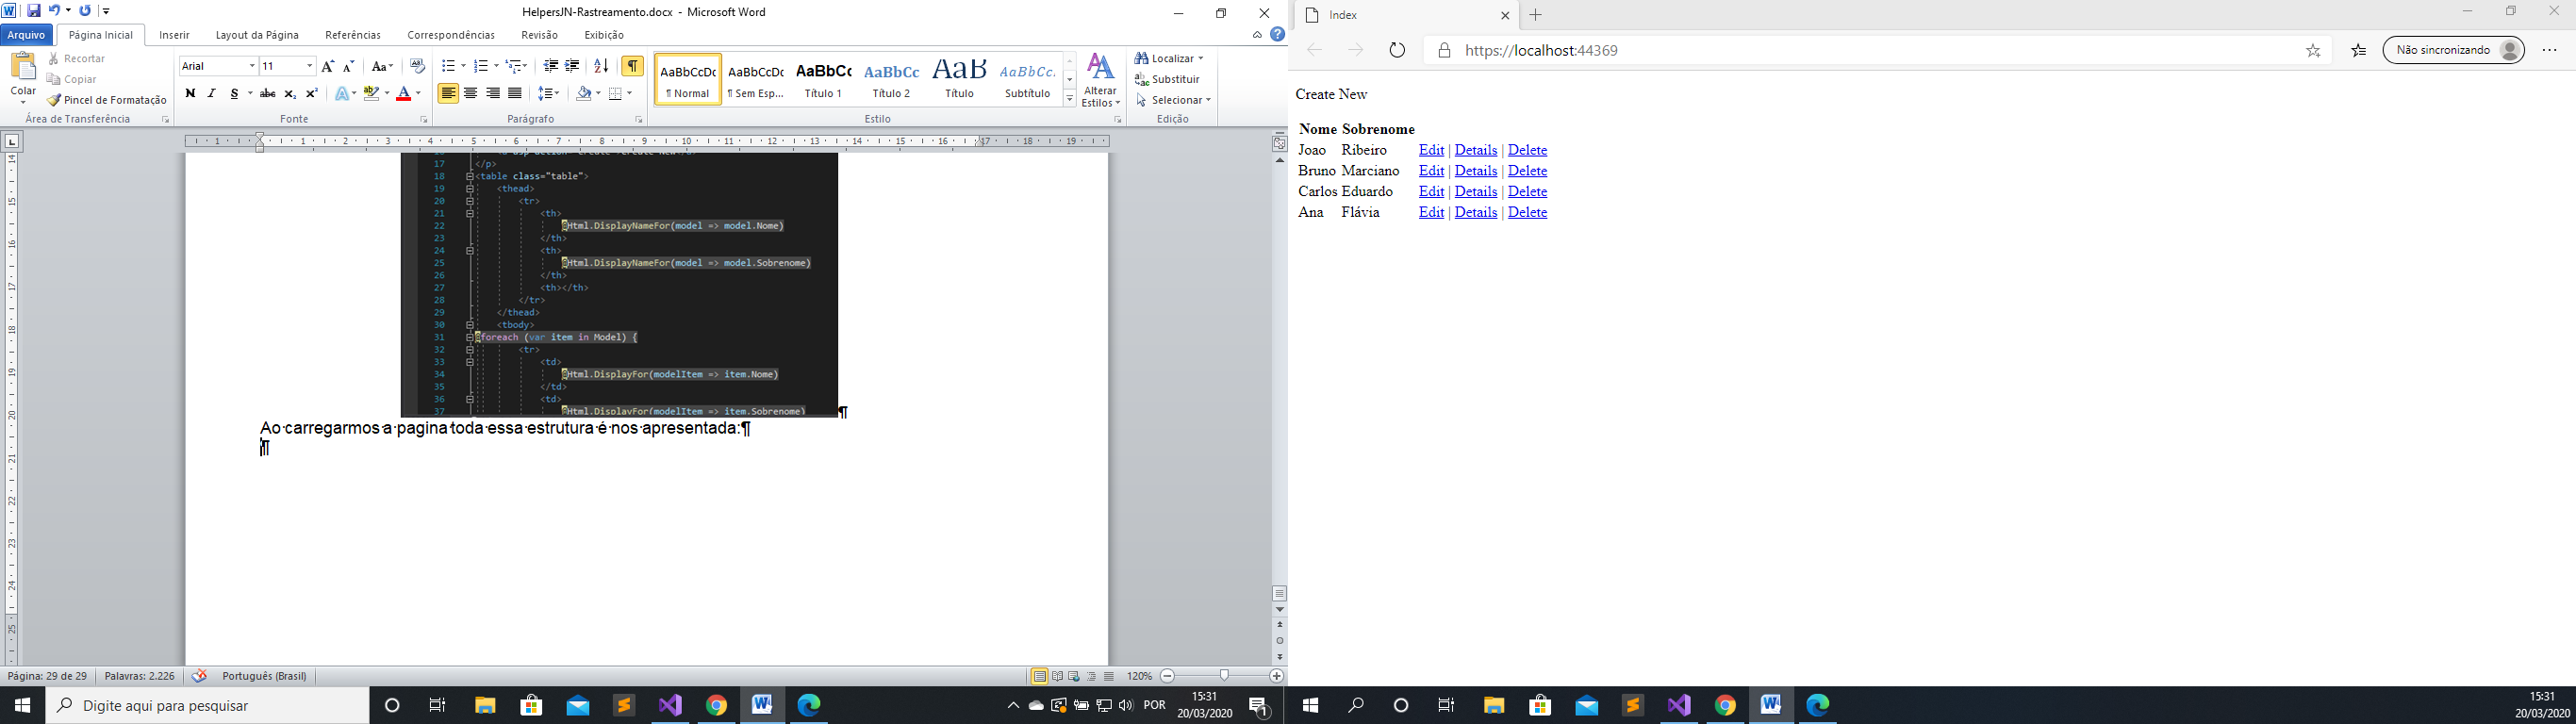 HelpersJN-Rastreamento.docx - Microsoft Word
Arquivo Página Inicial Inserir Layout da Página Referências Correspondências Revisão Exibição
Colar
Recortar
Copiar
Pincel de Formatação
Área de Transferência
Arial 11
Fonte
Parágrafo
AaBbCcDc AaBbCcDc AaBbCc AaBbCc AaB AaBbCc.
¶ Normal ¶ Sem Esp... Título 1 Título 2 Título Subtítulo
Alterar Estilos
Estilo
Localizar
Substituir
Selecionar
Edição
17 </p>
18 <table class="table">
19 <thead>
20 <tr>
21 <th>
22 @Html.DisplayNameFor(model => model.Nome)
23 </th>
24 <th>
25 @Html.DisplayNameFor(model => model.Sobrenome)
26 </th>
27 <th></th>
28 </tr>
29 </thead>
30 <tbody>
31 @foreach (var item in Model) {
32 <tr>
33 <td>
34 @Html.DisplayFor(modelItem => item.Nome)
35 </td>
36 <td>
37 @Html.DisplayFor(modelItem => item.Sobrenome)
¶
Ao·carregarmos·a·pagina·toda·essa·estrutura·é·nos·apresentada:¶
¶
Página: 29 de 29 Palavras: 2.226 Português (Brasil) 120%
Digite aqui para pesquisar
POR
15:31
20/03/2020
1
Index
https://localhost:44369
Não sincronizando
Create New
Nome Sobrenome
Joao Ribeiro Edit | Details | Delete
Bruno Marciano Edit | Details | Delete
Carlos Eduardo Edit | Details | Delete
Ana Flávia Edit | Details | Delete
15:31
20/03/2020